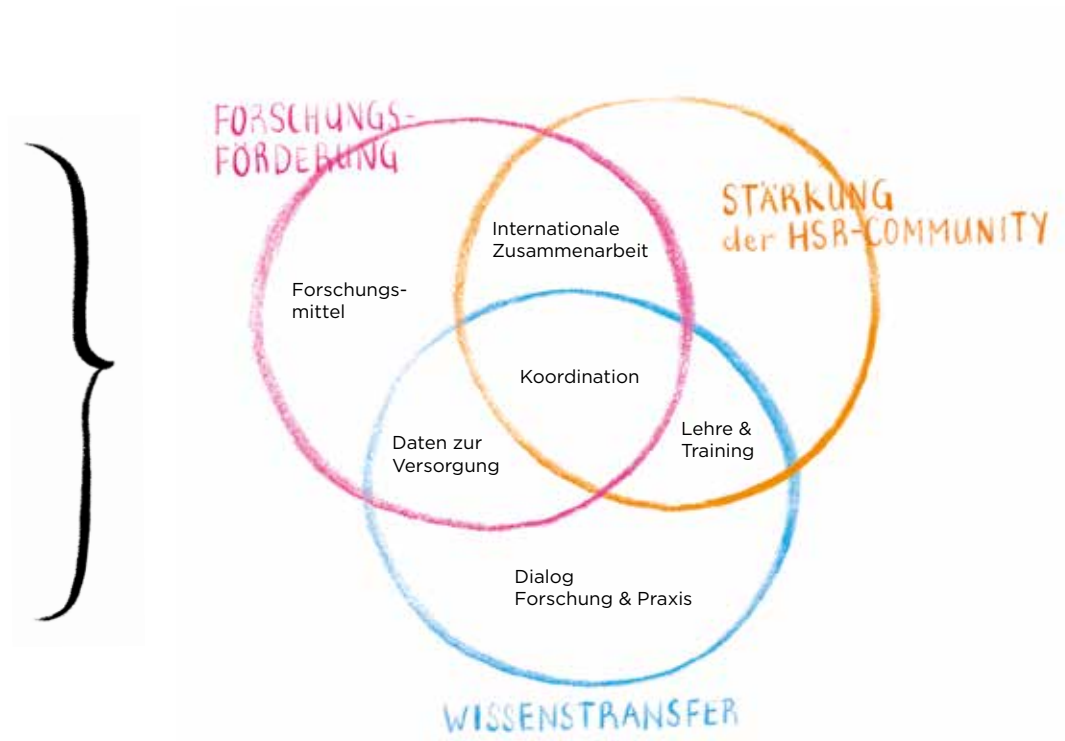 FORSCHUNGS-
FÖRDERUNG
STÄRKUNG
der HSR-COMMUNITY
Internationale
Zusammenarbeit
Forschungs-
mittel
Koordination
Daten zur
Versorgung
Lehre &
Training
Dialog
Forschung & Praxis
WISSENSTRANSFER